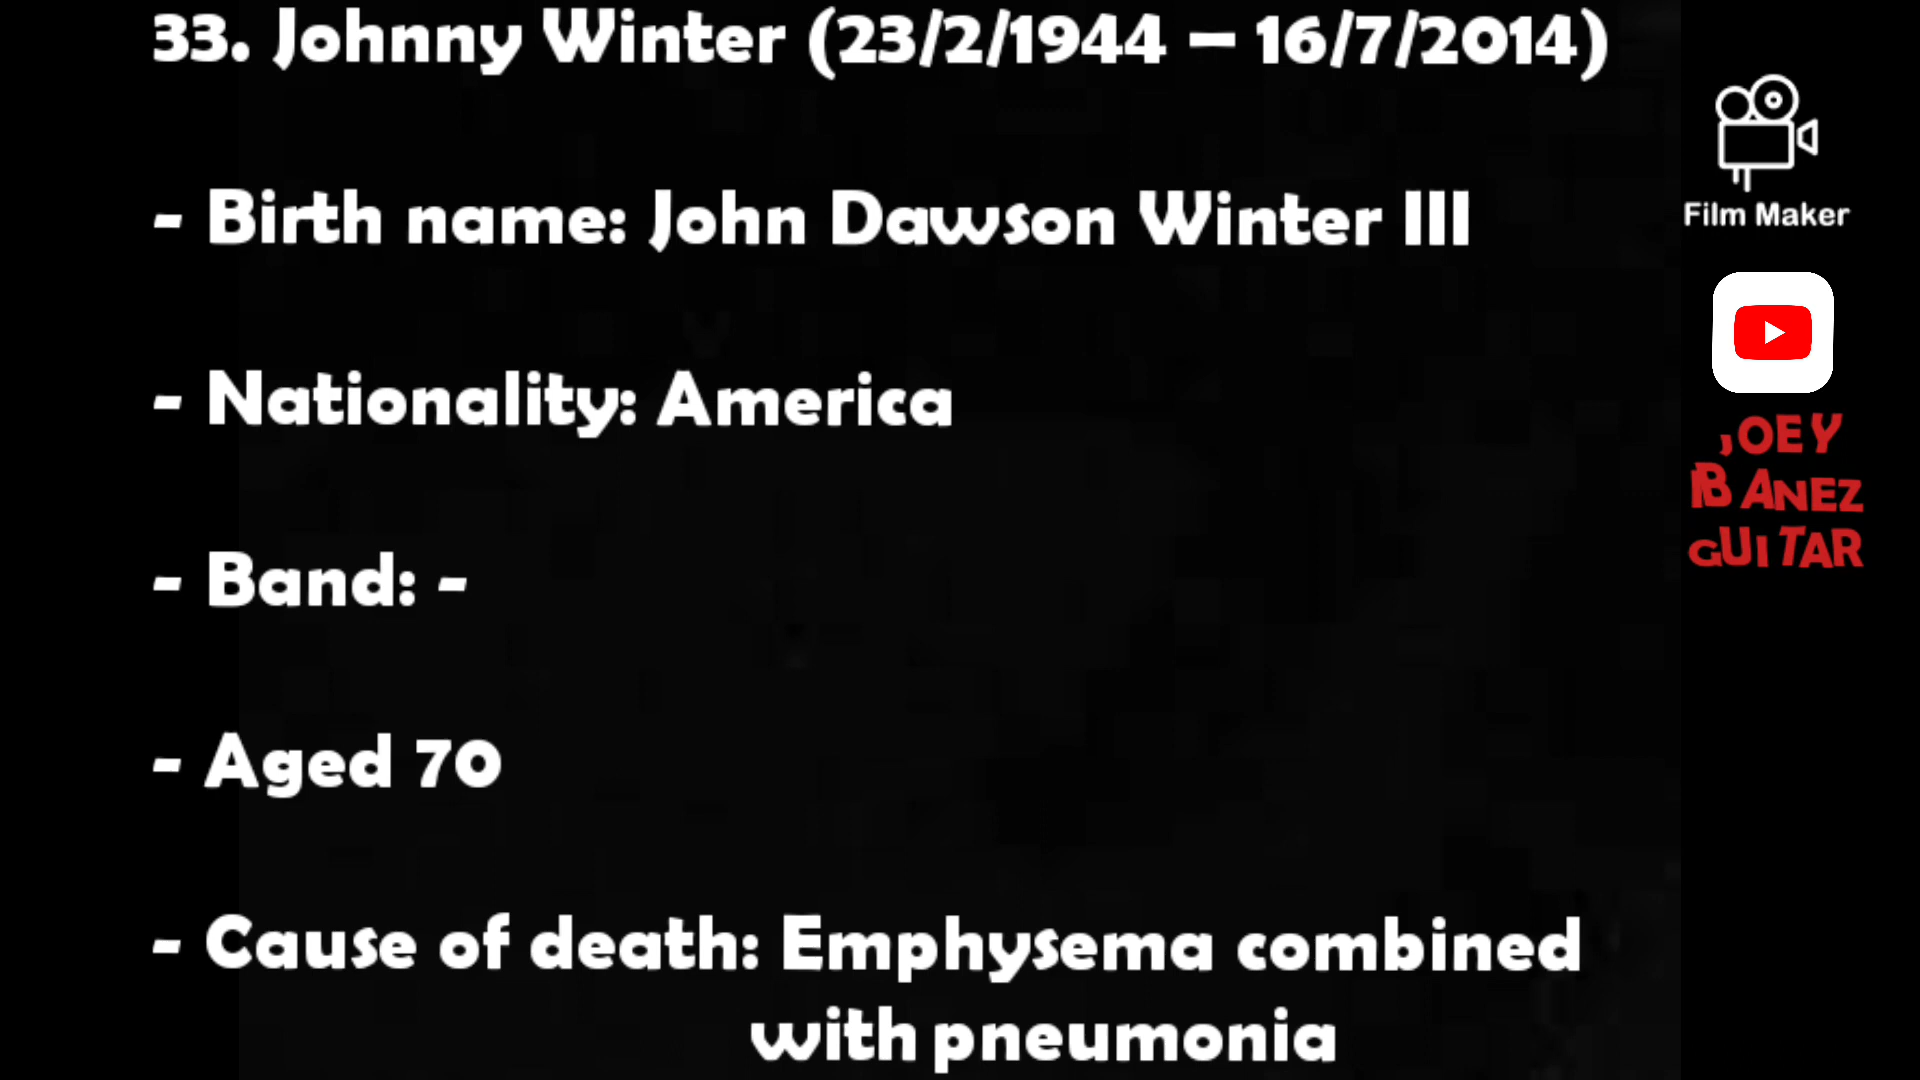 33. Johnny Winter (23/2/1944 – 16/7/2014)
- Birth name: John Dawson Winter III
- Nationality: America
- Band: -
- Aged 70
- Cause of death: Emphysema combined
with pneumonia
Film Maker
JOEY
IBANEZ
GUITAR